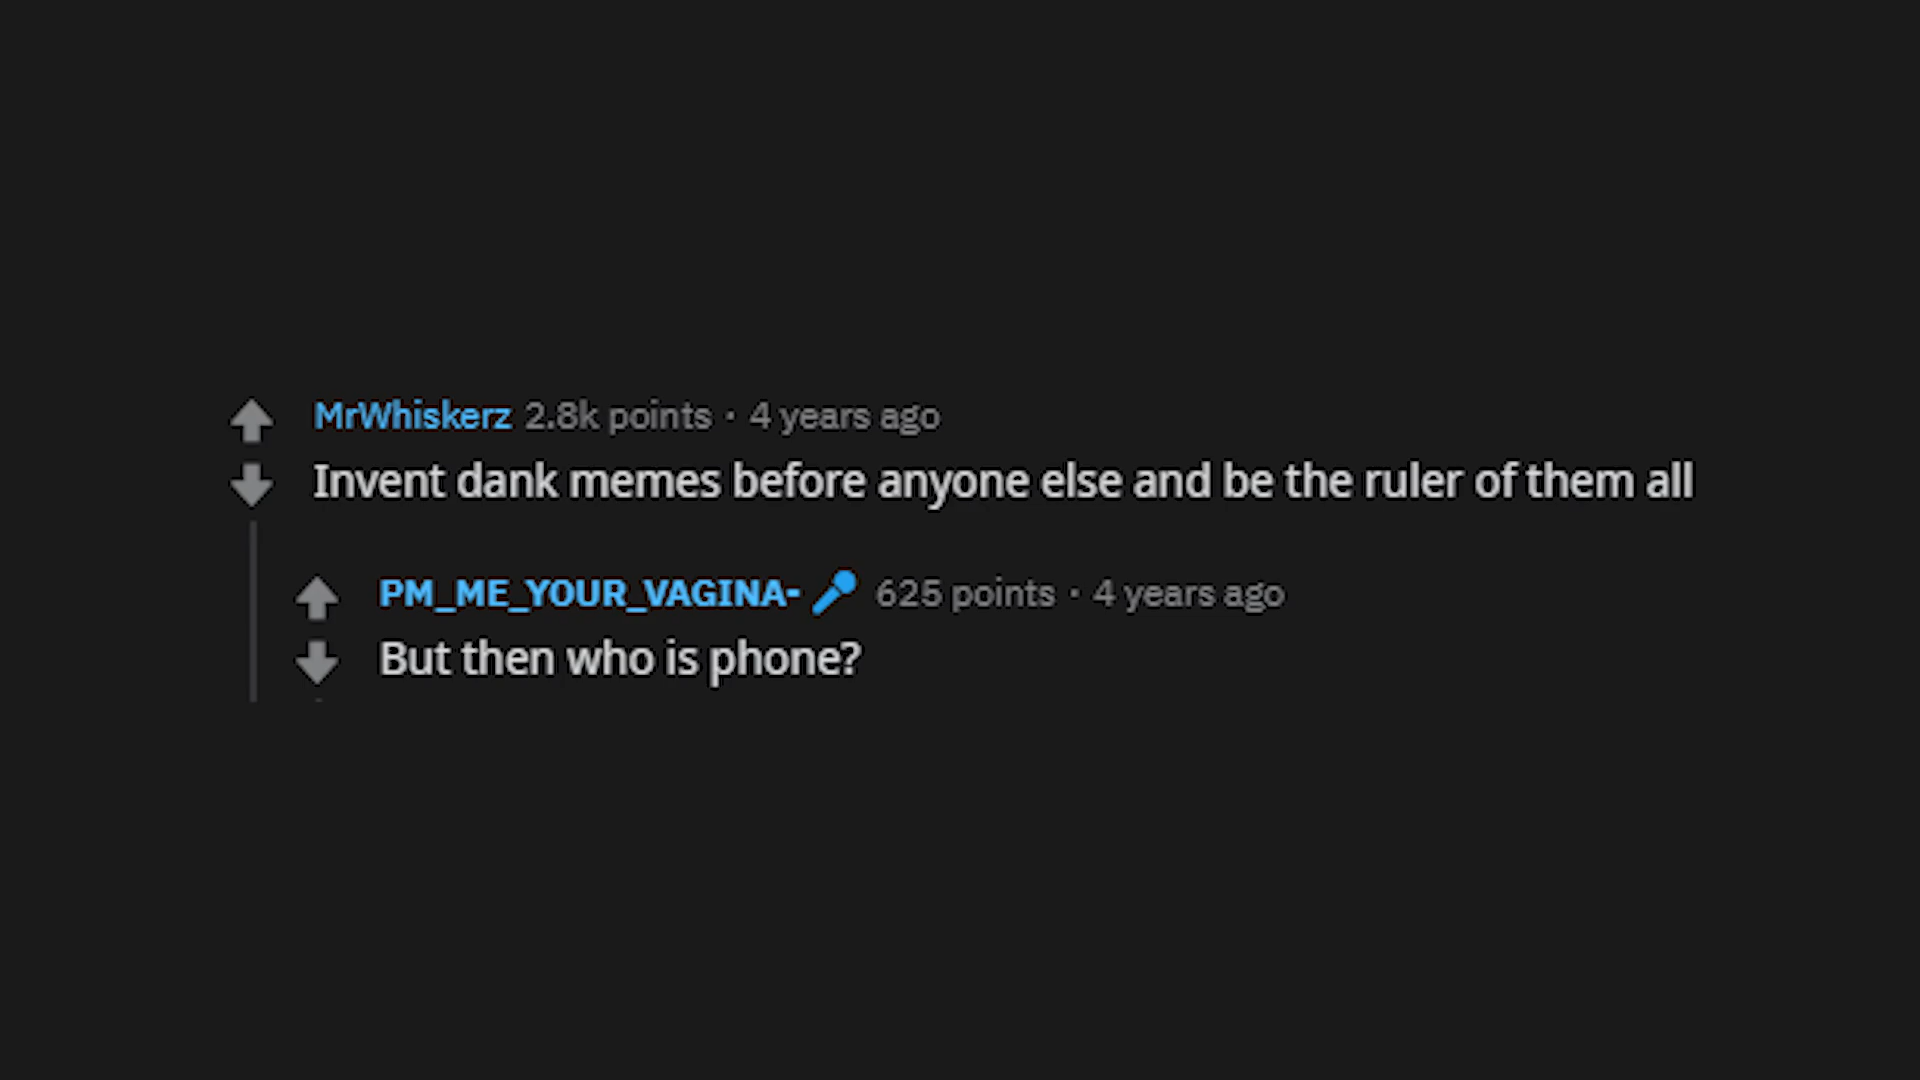 MrWhiskerz 2.8k points · 4 years ago
Invent dank memes before anyone else and be the ruler of them all
PM_ME_YOUR_VAGINA- 625 points · 4 years ago
But then who is phone?